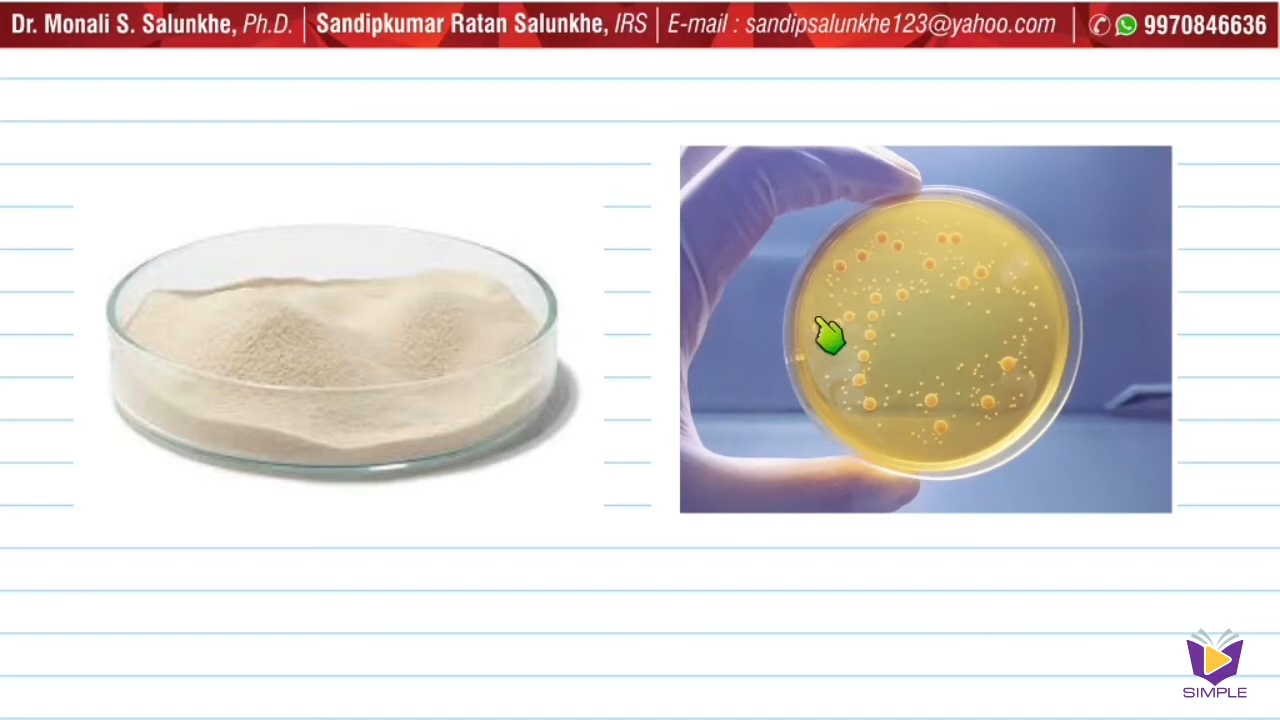 Dr. Monali S. Salunkhe, Ph.D. | Sandipkumar Ratan Salunkhe, IRS | E-mail : sandipsalunkhe123@yahoo.com | 9970846636
SIMPLE